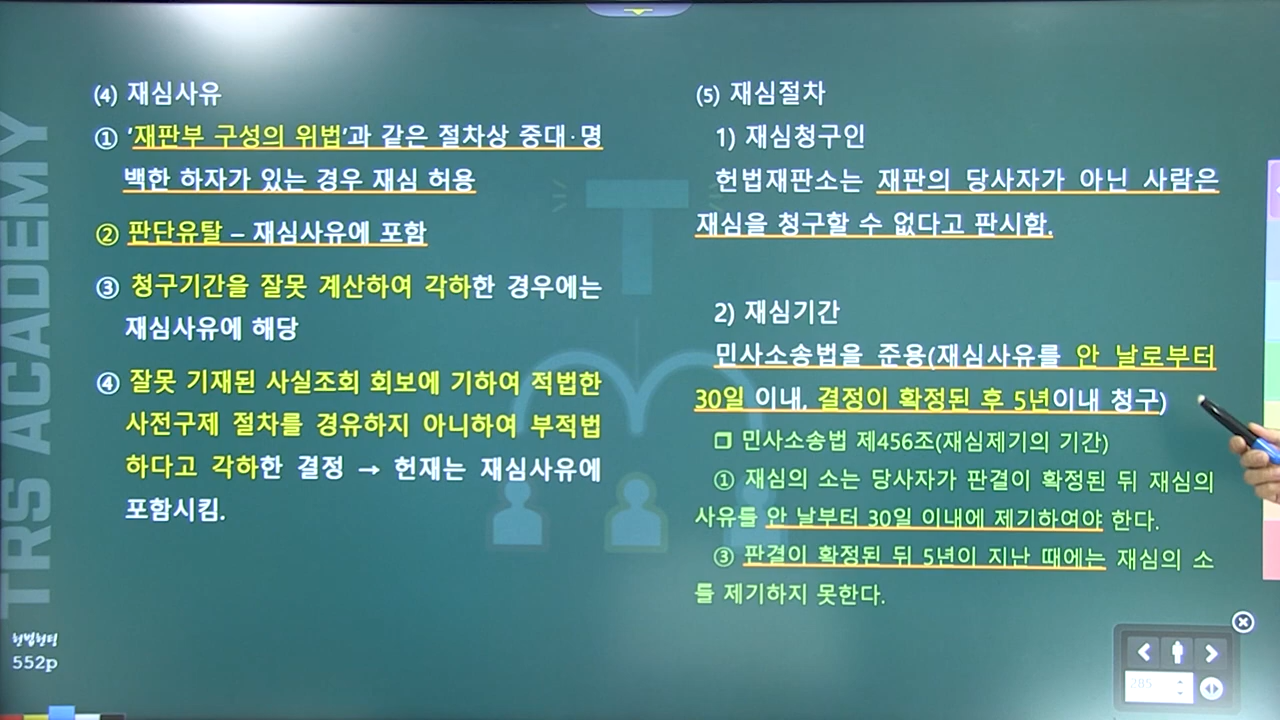 (4) 재심사유
① ‘재판부 구성의 위법’과 같은 절차상 중대·명
백한 하자가 있는 경우 재심 허용
② 판단유탈 – 재심사유에 포함
③ 청구기간을 잘못 계산하여 각하한 경우에는
재심사유에 해당
④ 잘못 기재된 사실조회 회보에 기하여 적법한
사전구제 절차를 경유하지 아니하여 부적법
하다고 각하한 결정 → 헌재는 재심사유에
포함시킴.
(5) 재심절차
1) 재심청구인
헌법재판소는 재판의 당사자가 아닌 사람은
재심을 청구할 수 없다고 판시함.
2) 재심기간
민사소송법을 준용(재심사유를 안 날로부터
30일 이내, 결정이 확정된 후 5년이내 청구)
❐ 민사소송법 제456조(재심제기의 기간)
① 재심의 소는 당사자가 판결이 확정된 뒤 재심의
사유를 안 날부터 30일 이내에 제기하여야 한다.
③ 판결이 확정된 뒤 5년이 지난 때에는 재심의 소
를 제기하지 못한다.
TRS ACADEMY
552p
285